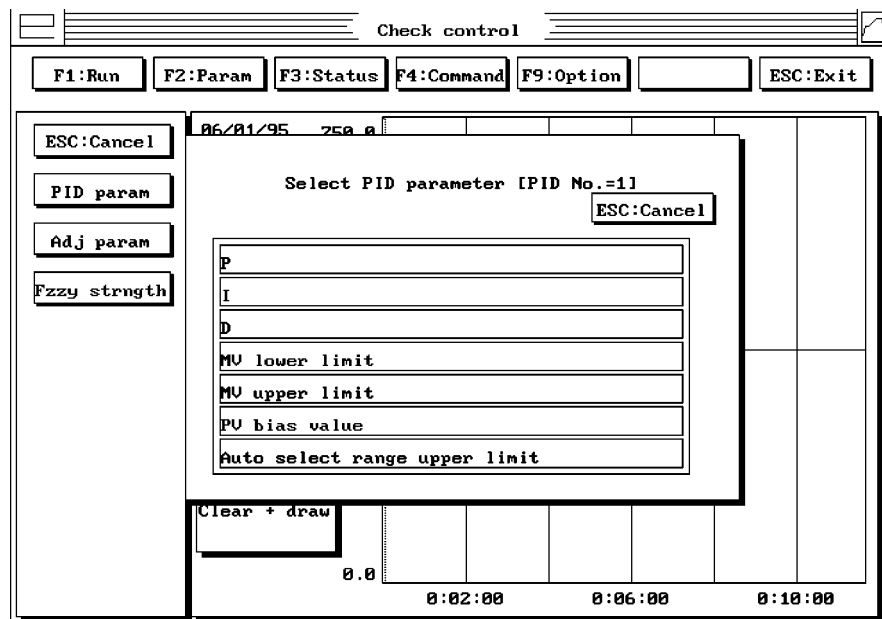 Check control
F1:Run F2:Param F3:Status F4:Command F9:Option ESC:Exit
ESC:Cancel
PID param
Adj param
Fzzy strngth
06/01/95 750.0
Select PID parameter [PID No.=1]
ESC:Cancel
P
I
D
MV lower limit
MV upper limit
PV bias value
Auto select range upper limit
Clear + draw
0.0
0:02:00 0:06:00 0:10:00